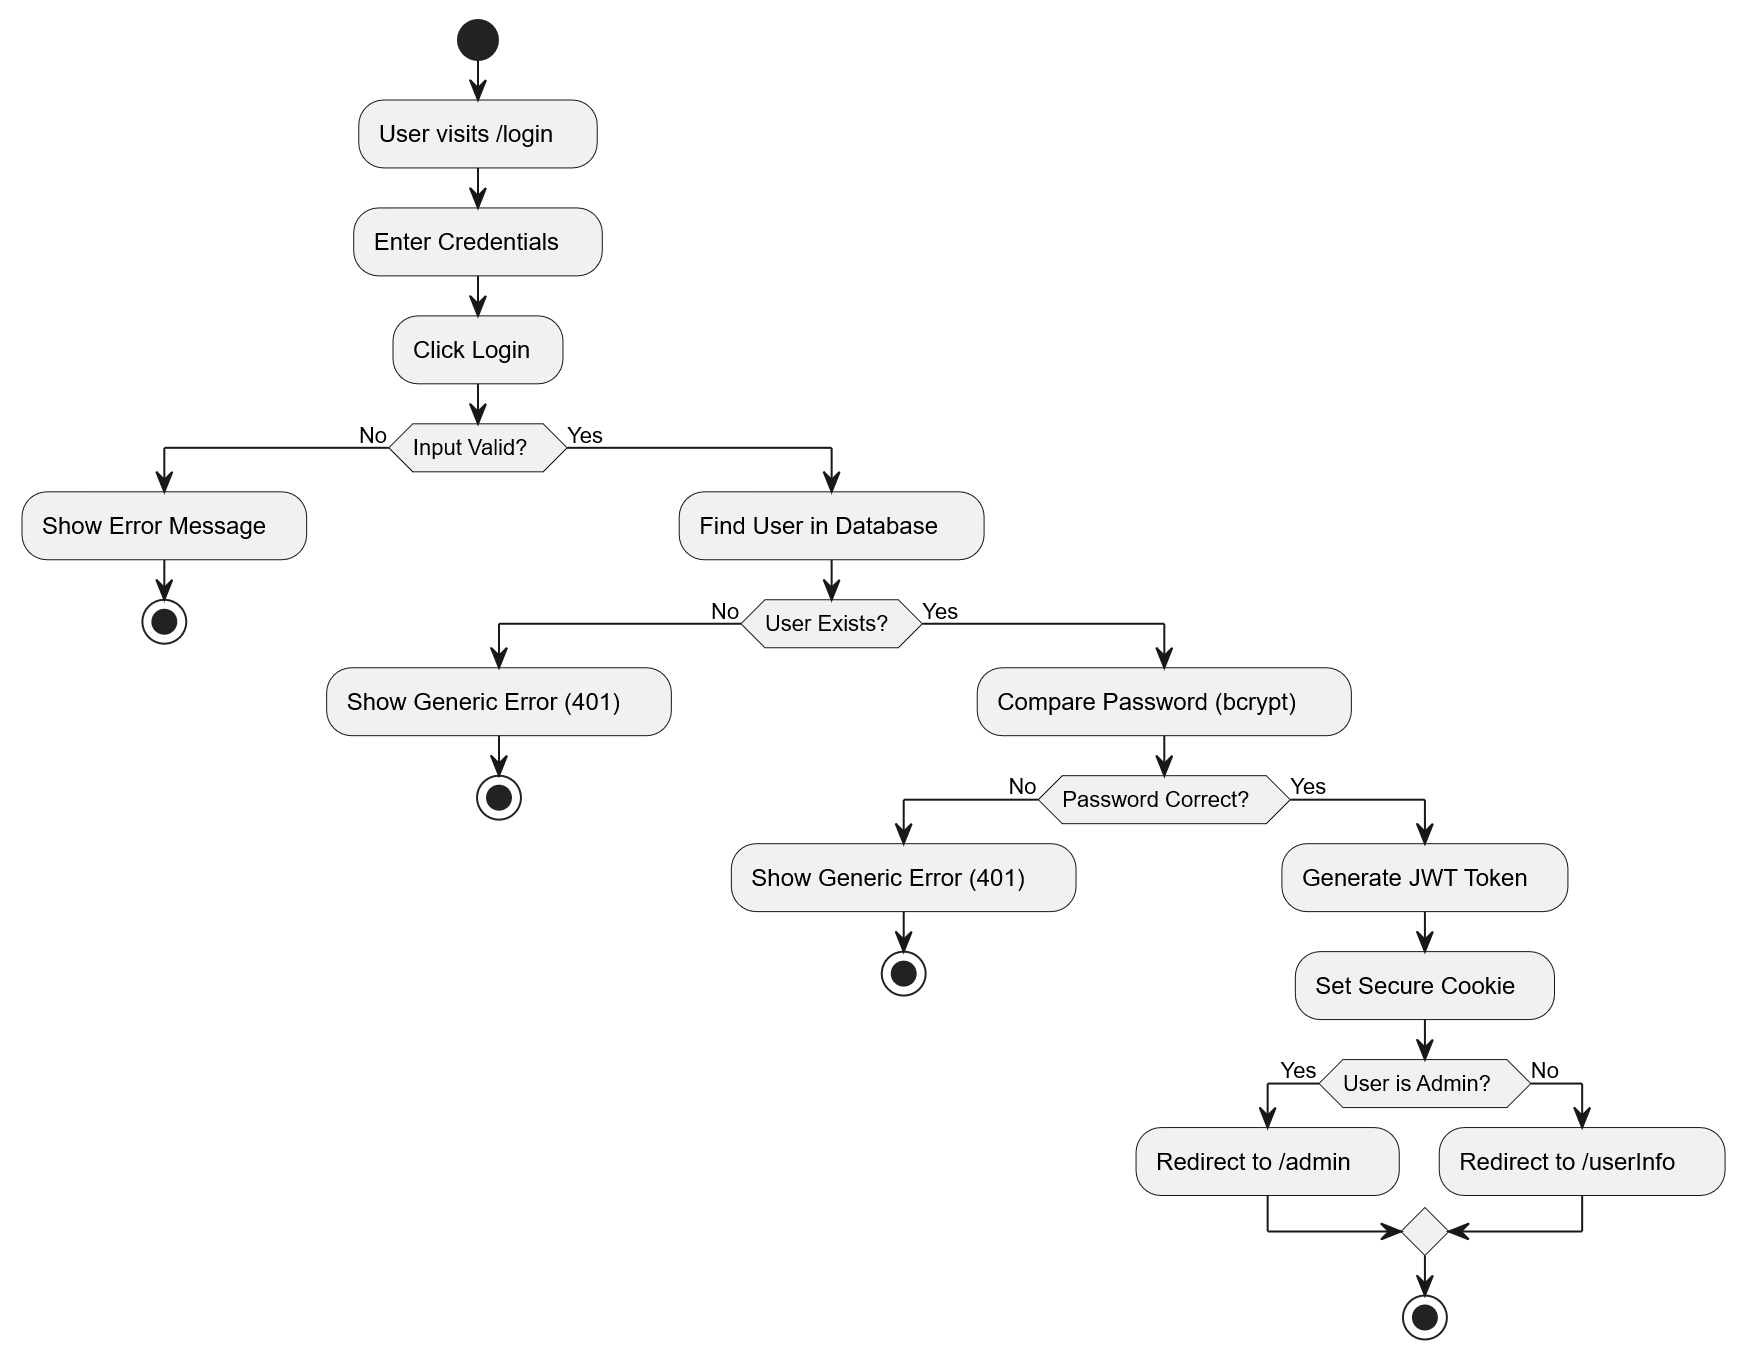 User visits /login
Enter Credentials
Click Login
No
Input Valid?
Yes
Show Error Message
Find User in Database
No
User Exists?
Yes
Show Generic Error (401)
Compare Password (bcrypt)
No
Password Correct?
Yes
Show Generic Error (401)
Generate JWT Token
Set Secure Cookie
Yes
User is Admin?
No
Redirect to /admin
Redirect to /userInfo